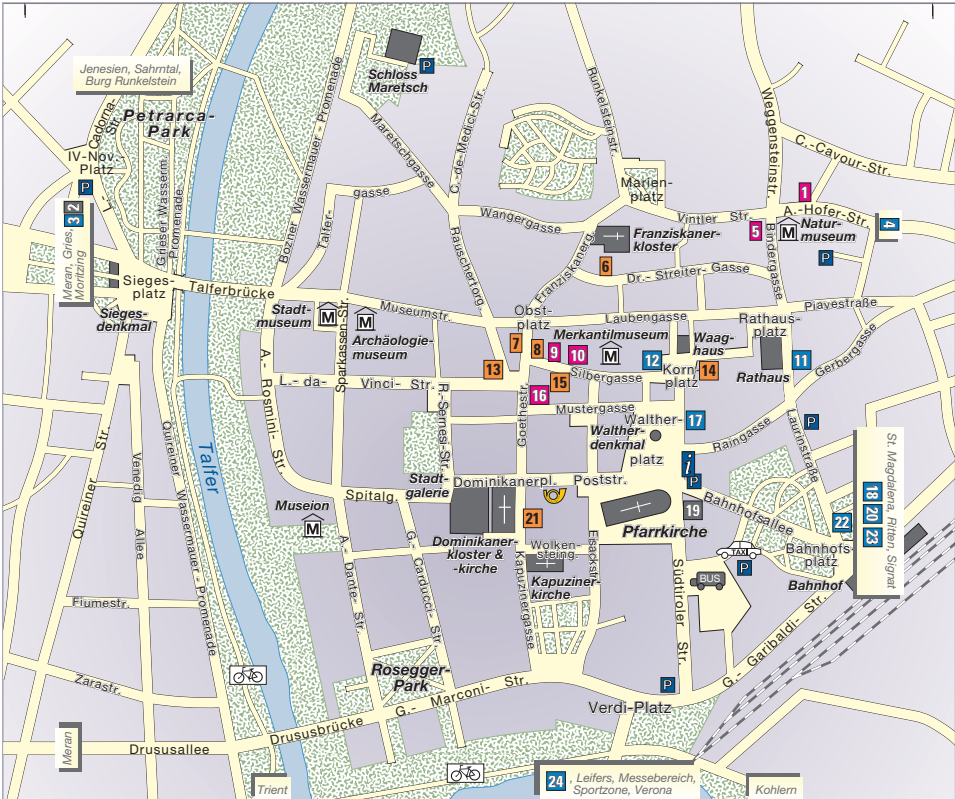 Jenesien, Sahrntal,
Burg Runkelstein
Petrarca-
Park
Cadorna-
Str.
IV-Nov.-
Platz
P
L.-
2
3
Meran, Gries,
Moritzing
Grieser Wasserm.
Promenade
Sieges-
platz
Sieges-
denkmal
Talferbrücke
Bozner Wassermauer - Promenade
Schloss
Maretsch
P
Maretschgasse
Talfer-
gasse
C.-de-Medici-Str.
Runkelsteinstr.
Weggensteinstr.
C.-Cavour-Str.
Marien-
platz
Wangergasse
Vintler Str.
1
A.-Hofer-Str
4
5
Natur-
museum
M
P
Bindergasse
Franziskaner-
kloster
Franziskanerg.
6
Dr.- Streiter- Gasse
Rauschertorg.
Stadt-
museum
M
M
Archäologie-
museum
Museumstr.
Sparkassen-Str.
Obst-
platz
Laubengasse
Piavestraße
Rathaus-
platz
Merkantilmuseum
M
Waag-
haus
7
8
9
10
12
Korn-
platz
14
Rathaus
11
Gerbergasse
13
15
Silbergasse
16
L.- da- Vinci- Str.
A.- Rosmini- Str.
R.-Sernesi-Str.
Goethestr.
Mustergasse
Walther-
platz
Walther-
denkmal
17
Raingasse
P
Laurinstraße
i
P
Quireiner Str.
Venedig
Allee
Quireiner Wassermauer - Promenade
Talfer
Stadt-
galerie
Dominikanerpl.
Poststr.
Spitalg.
Museion
M
Dominikaner-
kloster &
-kirche
21
Pfarrkirche
19
Bahnhofsallee
22
Bahnhofs-
platz
Bahnhof
18
20
23
St. Magdalena, Ritten, Signat
TAXI
P
BUS
Wolken-
steing.
Eisackstr.
Kapuziner-
kirche
Kapuzinergasse
A.- Dante- Str.
G.- Carducci- Str.
Südtiroler Str.
G.- Garibaldi- Str.
Fiumestr.
Zarastr.
Rosegger-
Park
G.- Marconi- Str.
P
Verdi-Platz
Meran
Drususallee
Drususbrücke
Trient
24 , Leifers, Messebereich,
Sportzone, Verona
Kohlern